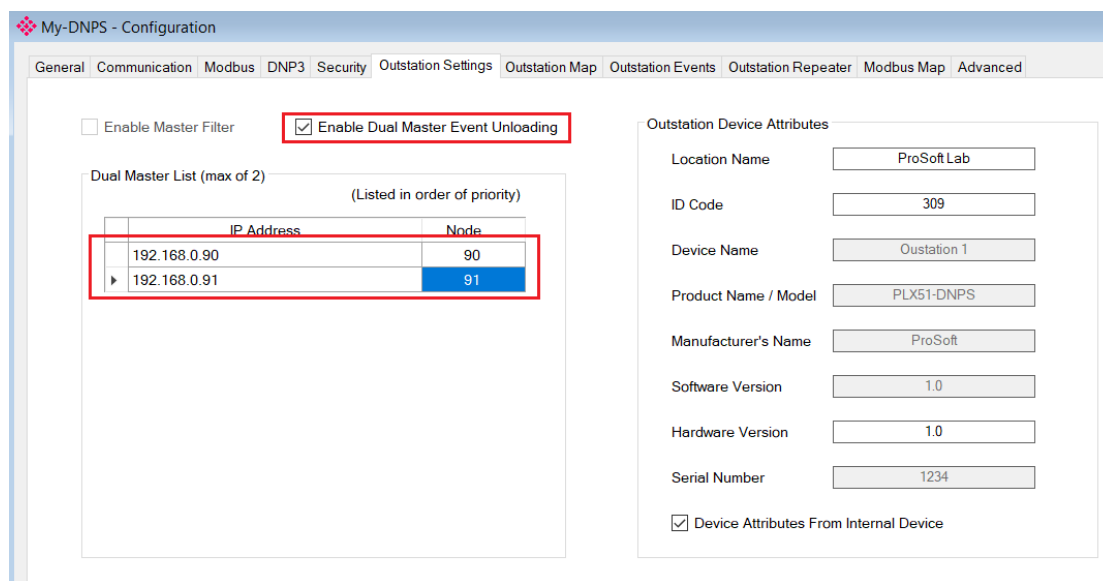 My-DNPS - Configuration
General Communication Modbus DNP3 Security Outstation Settings Outstation Map Outstation Events Outstation Repeater Modbus Map Advanced
Enable Master Filter
Enable Dual Master Event Unloading
Dual Master List (max of 2)
(Listed in order of priority)
IP Address Node
192.168.0.90 90
192.168.0.91 91
Outstation Device Attributes
Location Name ProSoft Lab
ID Code 309
Device Name Oustation 1
Product Name / Model PLX51-DNPS
Manufacturer's Name ProSoft
Software Version 1.0
Hardware Version 1.0
Serial Number 1234
Device Attributes From Internal Device